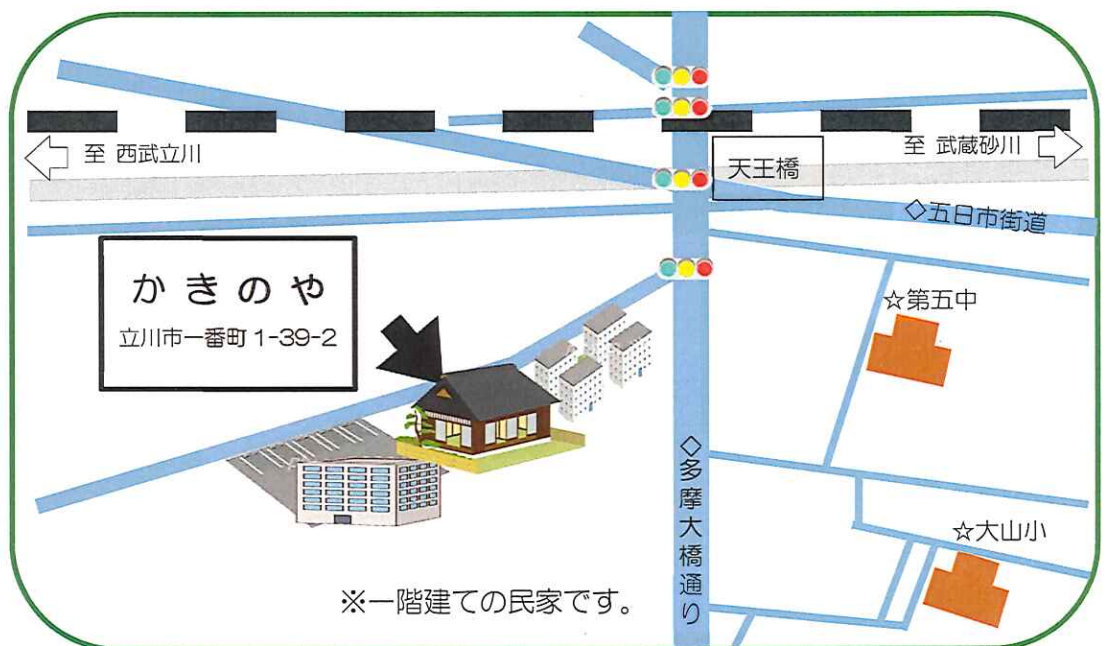 至 西武立川
至 武蔵砂川
天王橋
◇五日市街道
かきのや
立川市一番町1-39-2
☆第五中
◇多摩大橋通り
☆大山小
※一階建ての民家です。